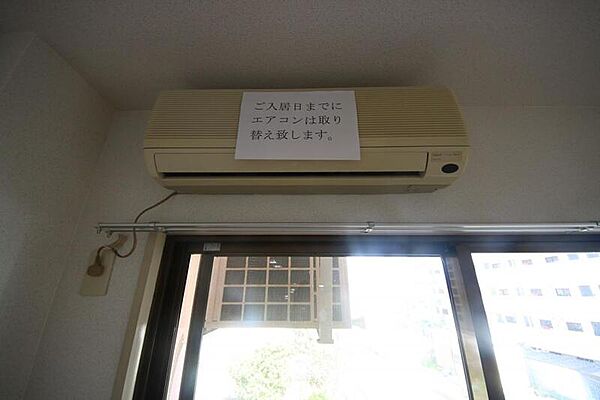 ご入居日までに
エアコンは取り
替え致します。